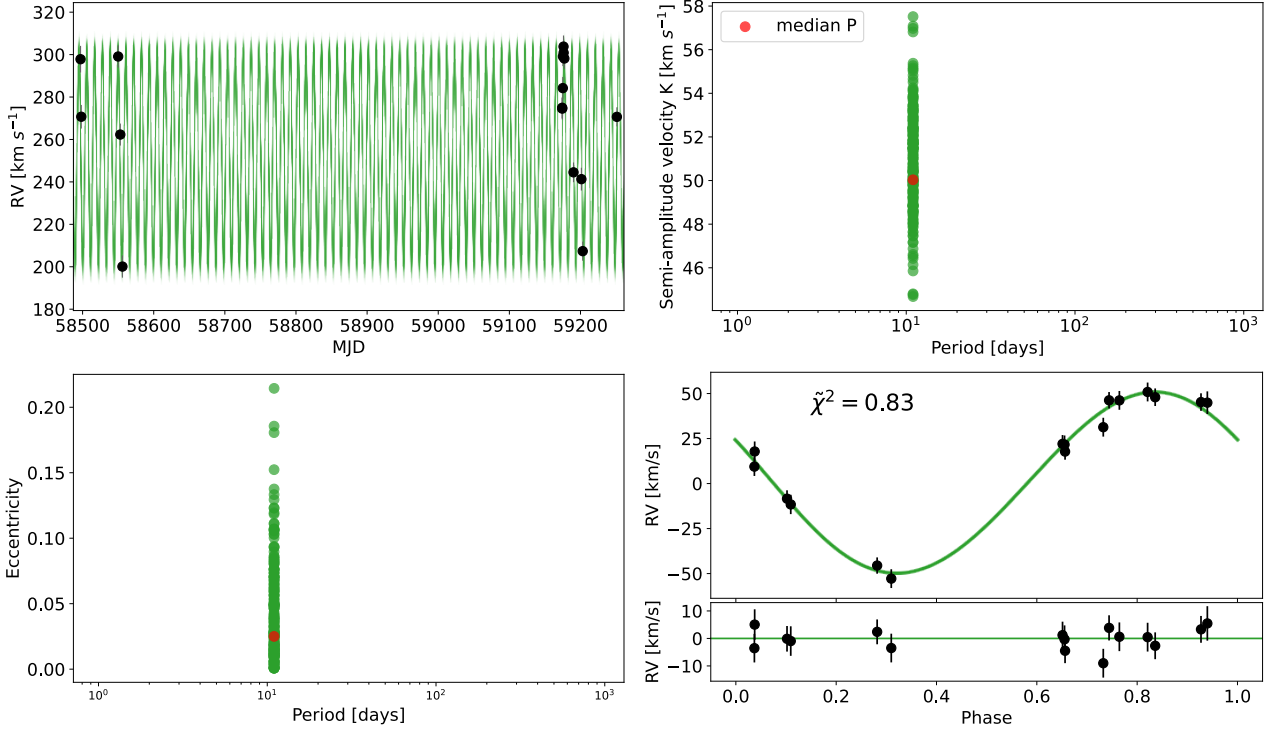 RV [km s⁻¹]
320
300
280
260
240
220
200
180
58500 58600 58700 58800 58900 59000 59100 59200
MJD
Semi-amplitude velocity K [km s⁻¹]
58
56
54
52
50
48
46
median P
10⁰ 10¹ 10² 10³
Period [days]
Eccentricity
0.20
0.15
0.10
0.05
0.00
10⁰ 10¹ 10² 10³
Period [days]
RV [km/s]
50
25
0
−25
−50
χ̃² = 0.83
RV [km/s]
10
0
−10
0.0 0.2 0.4 0.6 0.8 1.0
Phase